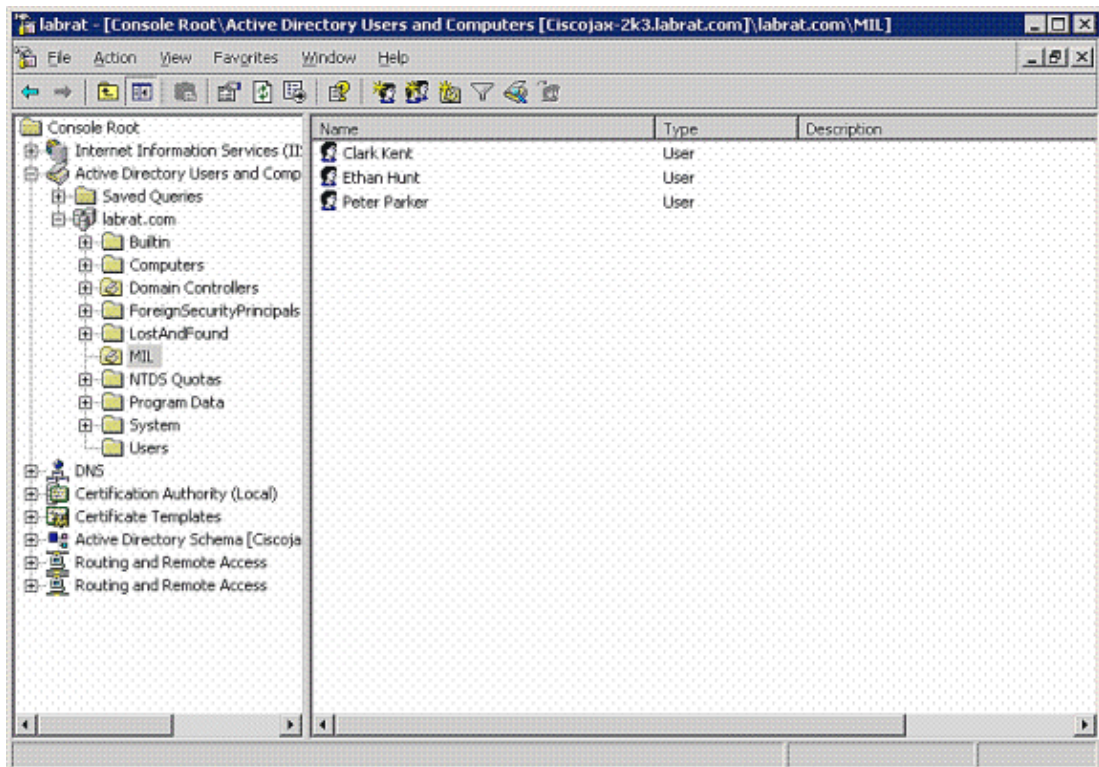 labrat - [Console Root\Active Directory Users and Computers [Ciscojax-2k3.labrat.com]\labrat.com\MIL]
File Action View Favorites Window Help
Console Root
Internet Information Services (II
Active Directory Users and Comp
Saved Queries
labrat.com
Builtin
Computers
Domain Controllers
ForeignSecurityPrincipals
LostAndFound
MIL
NTDS Quotas
Program Data
System
Users
DNS
Certification Authority (Local)
Certificate Templates
Active Directory Schema [Ciscoja
Routing and Remote Access
Routing and Remote Access
Name Type Description
Clark Kent User
Ethan Hunt User
Peter Parker User